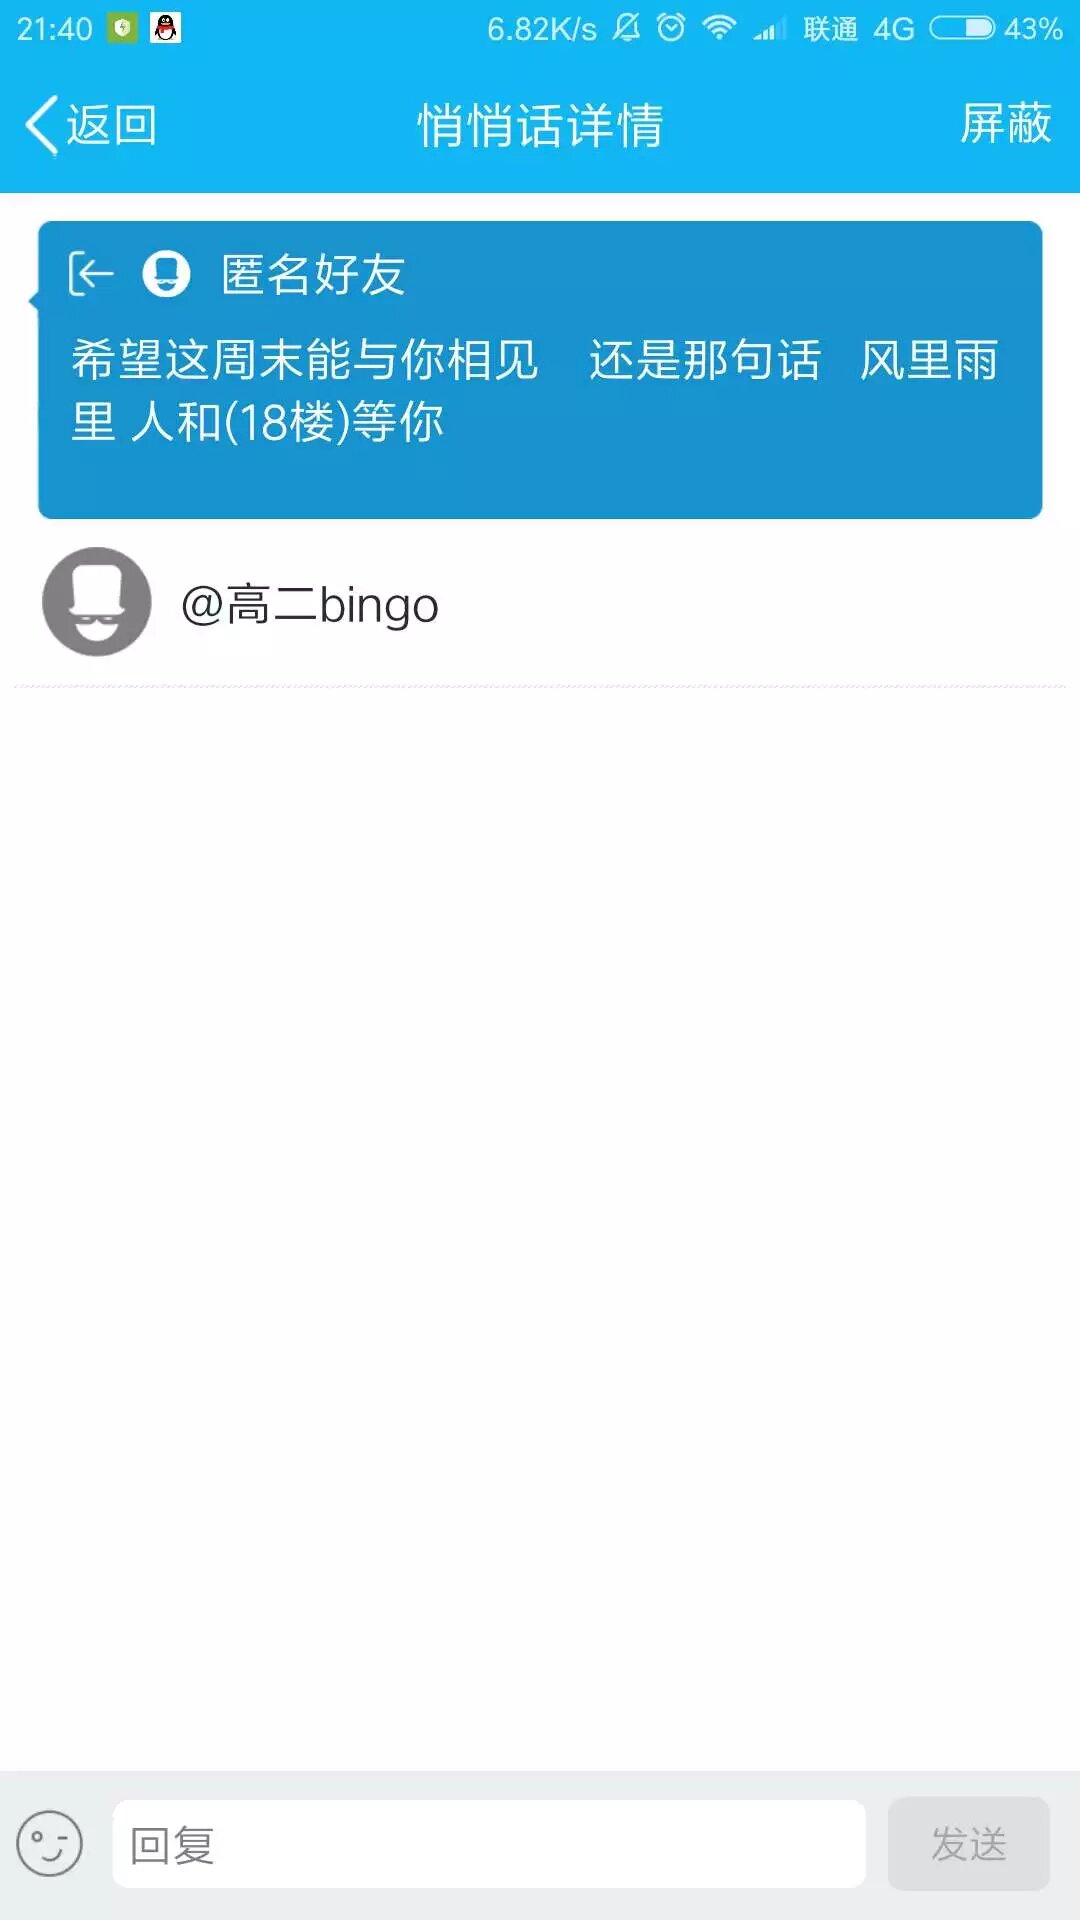 21:40 6.82K/s 联通 4G 43%
返回 悄悄话详情 屏蔽
匿名好友
希望这周末能与你相见 还是那句话 风里雨
里 人和(18楼)等你
@高二bingo
回复 发送